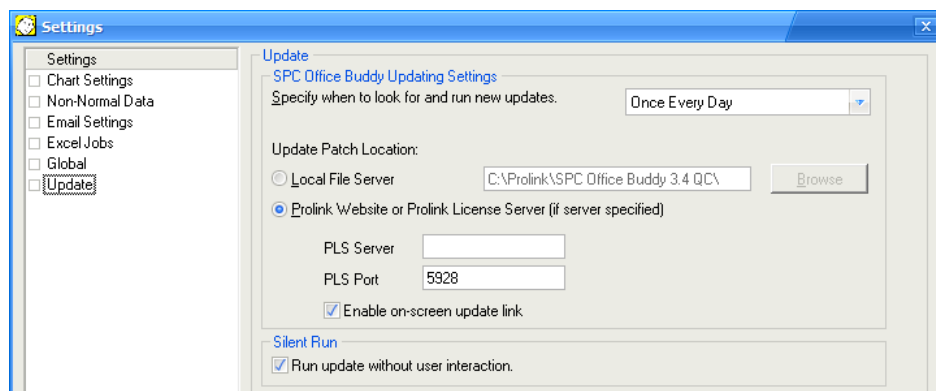 Settings
Settings
Chart Settings
Non-Normal Data
Email Settings
Excel Jobs
Global
Update
Update
SPC Office Buddy Updating Settings
Specify when to look for and run new updates.
Once Every Day
Update Patch Location:
Local File Server
C:\Prolink\SPC Office Buddy 3.4 QC\
Browse
Prolink Website or Prolink License Server (if server specified)
PLS Server
PLS Port
5928
Enable on-screen update link
Silent Run
Run update without user interaction.